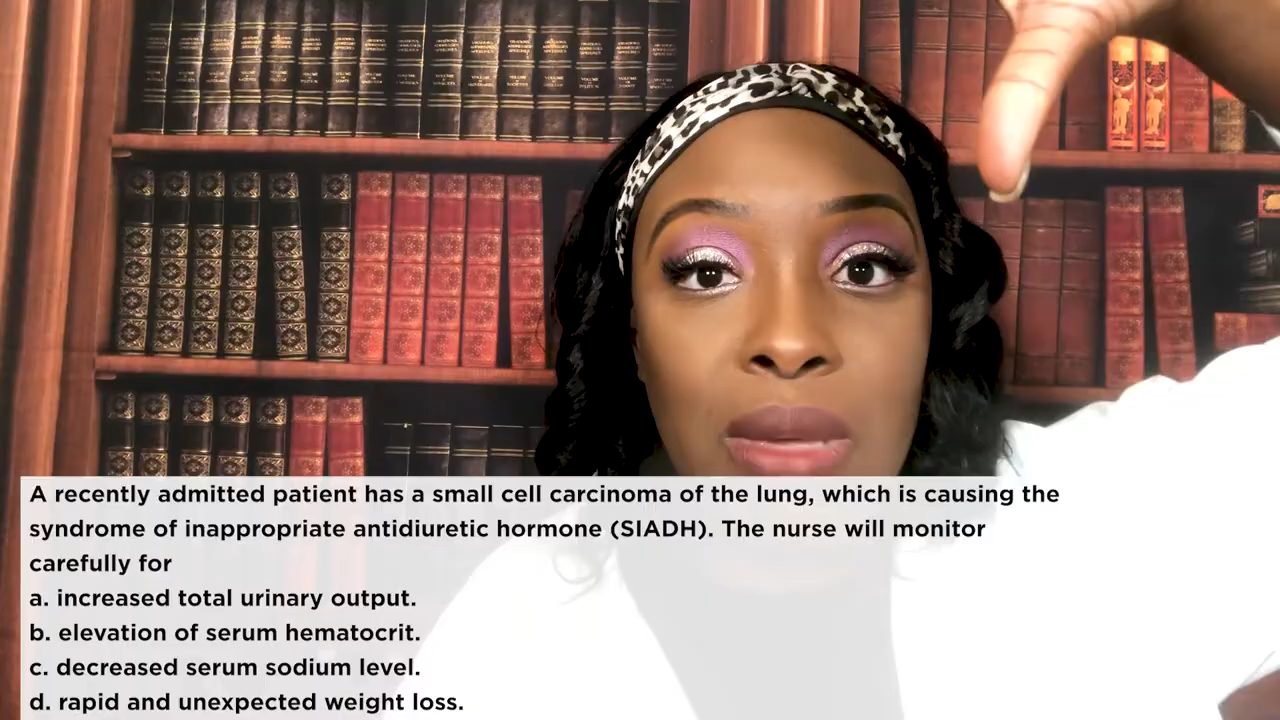 A recently admitted patient has a small cell carcinoma of the lung, which is causing the
syndrome of inappropriate antidiuretic hormone (SIADH). The nurse will monitor
carefully for
a. increased total urinary output.
b. elevation of serum hematocrit.
c. decreased serum sodium level.
d. rapid and unexpected weight loss.